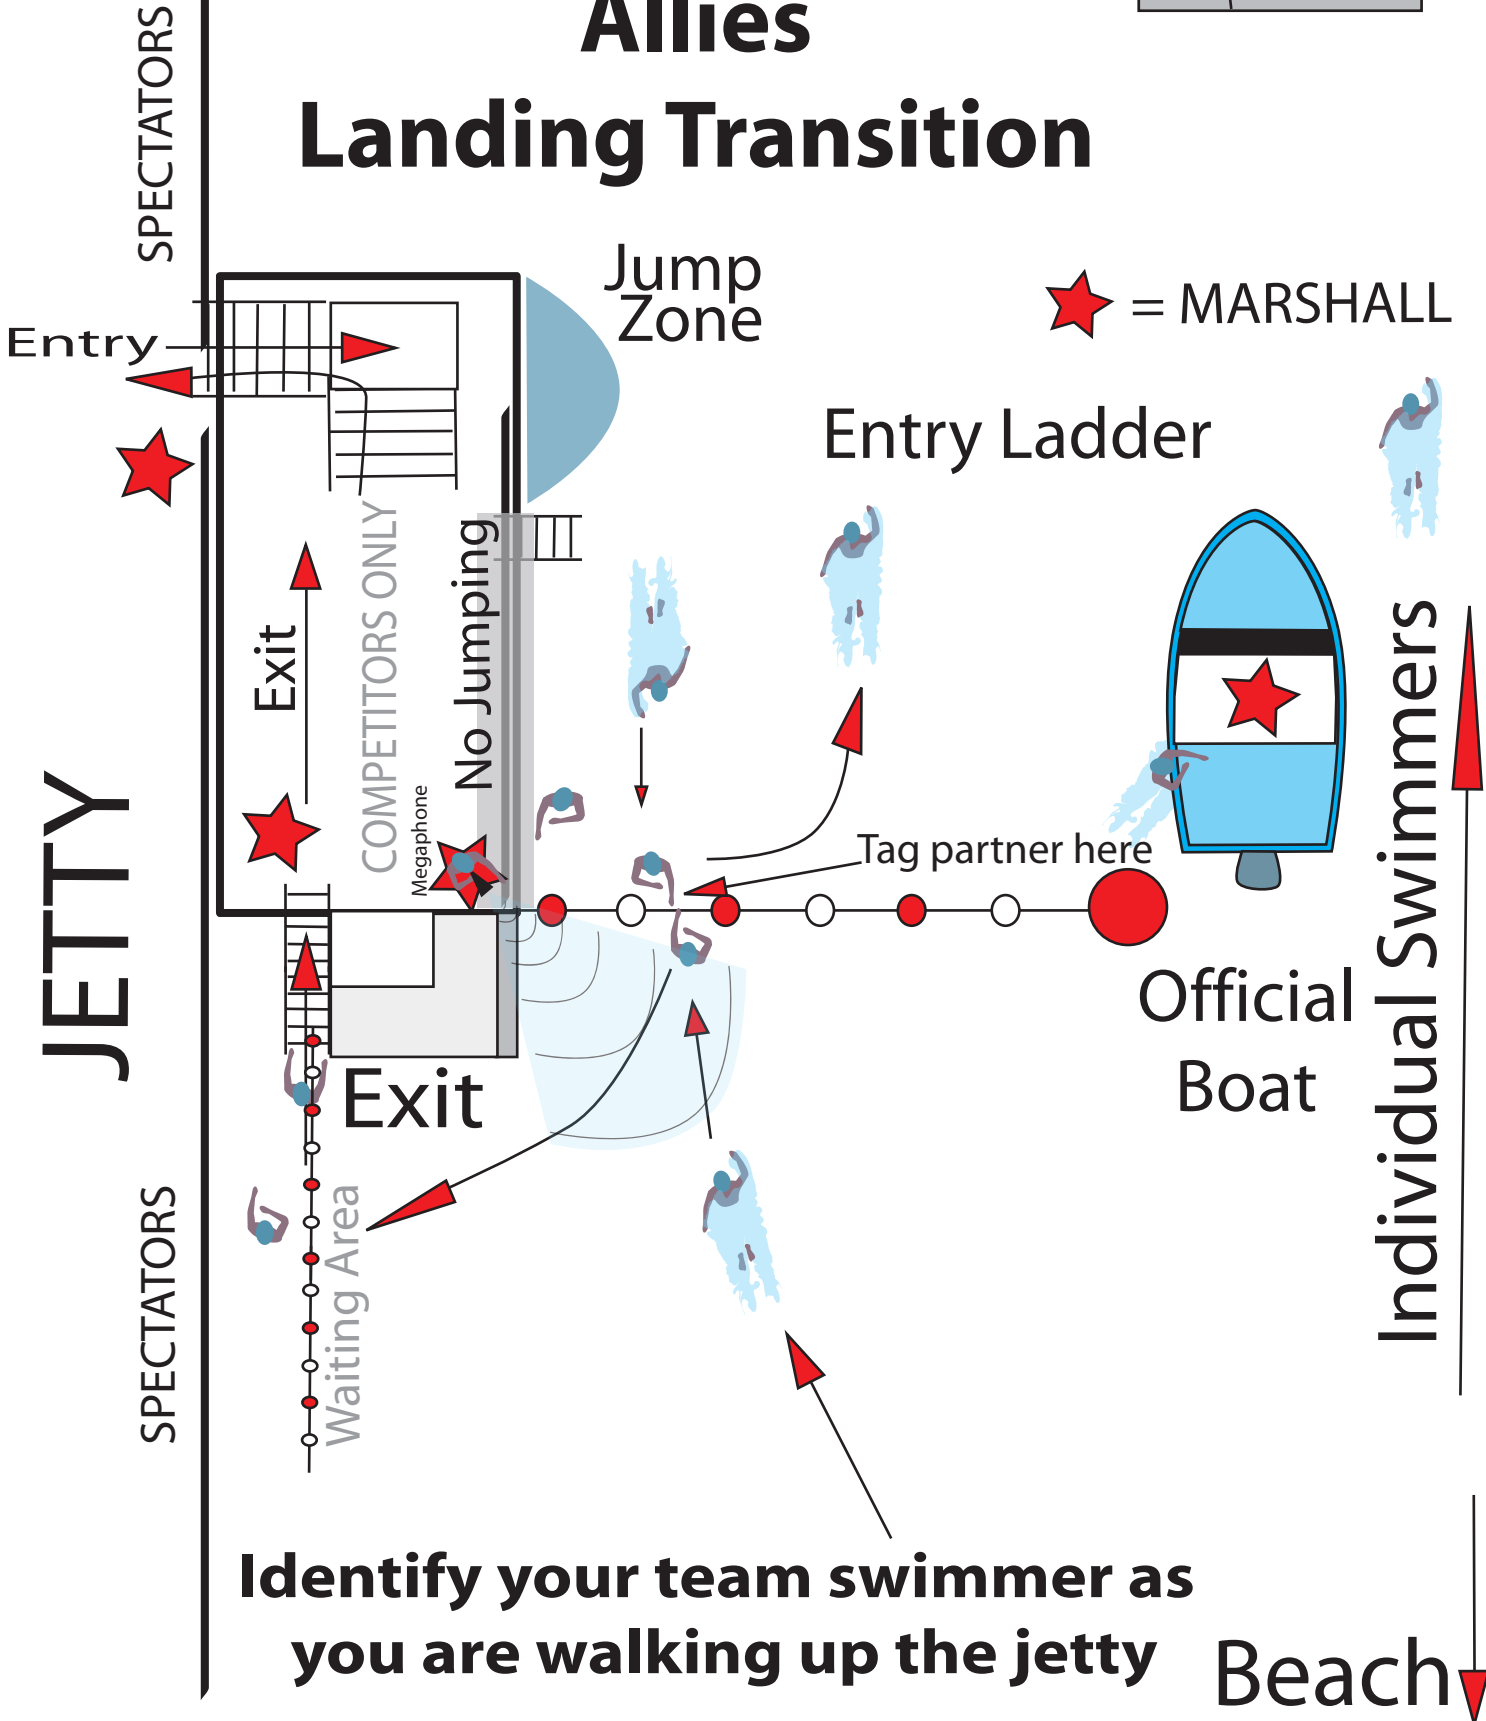 Allies
Landing Transition
SPECTATORS
Jump
Zone
= MARSHALL
Entry
Entry Ladder
COMPETITORS ONLY
No Jumping
Exit
Individual Swimmers
JETTY
Megaphone
Tag partner here
Official
Boat
Exit
SPECTATORS
Waiting Area
Identify your team swimmer as
you are walking up the jetty
Beach